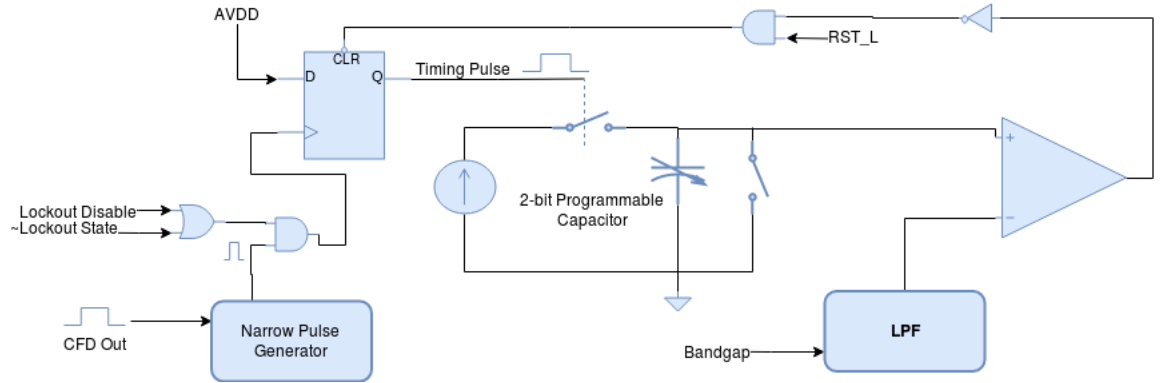 AVDD
RST_L
CLR
D
Q
Timing Pulse
+
2-bit Programmable
Capacitor
Lockout Disable
~Lockout State
-
Narrow Pulse
Generator
CFD Out
LPF
Bandgap